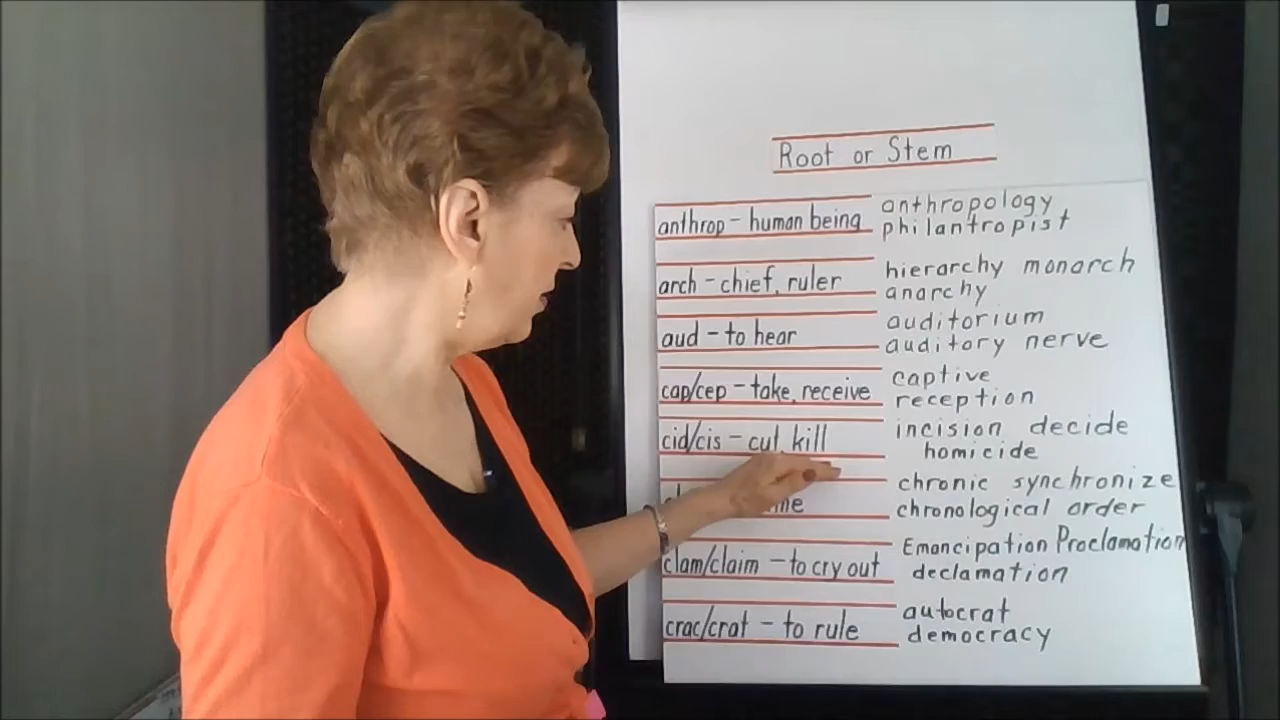 Root or Stem
anthrop - human being
anthropology
philantropist
arch - chief, ruler
hierarchy monarch
anarchy
aud - to hear
auditorium
auditory nerve
cap/cep - take, receive
captive
reception
cid/cis - cut, kill
incision decide
homicide
chronic synchronize
chronological order
clam/claim - to cry out
Emancipation Proclamation
declamation
crac/crat - to rule
autocrat
democracy